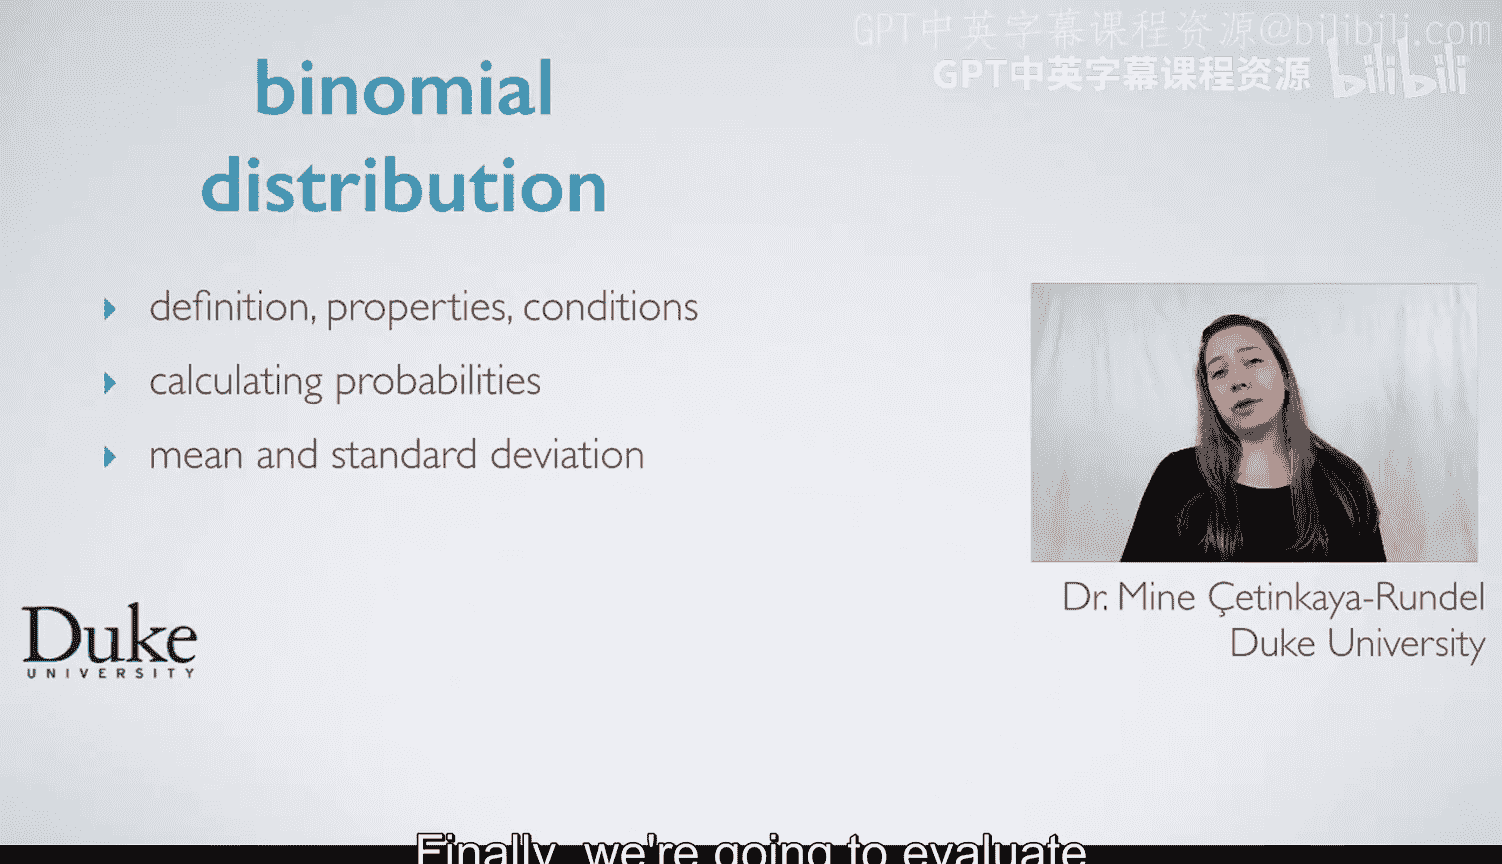 GPT中英字幕课程资源@bilibili.com
GPT中英字幕课程资源 bilibili
binomial
distribution
definition, properties, conditions
calculating probabilities
mean and standard deviation
Dr. Mine Çetinkaya-Rundel
Duke University
Duke
UNIVERSITY
Finally, we're going to evaluate